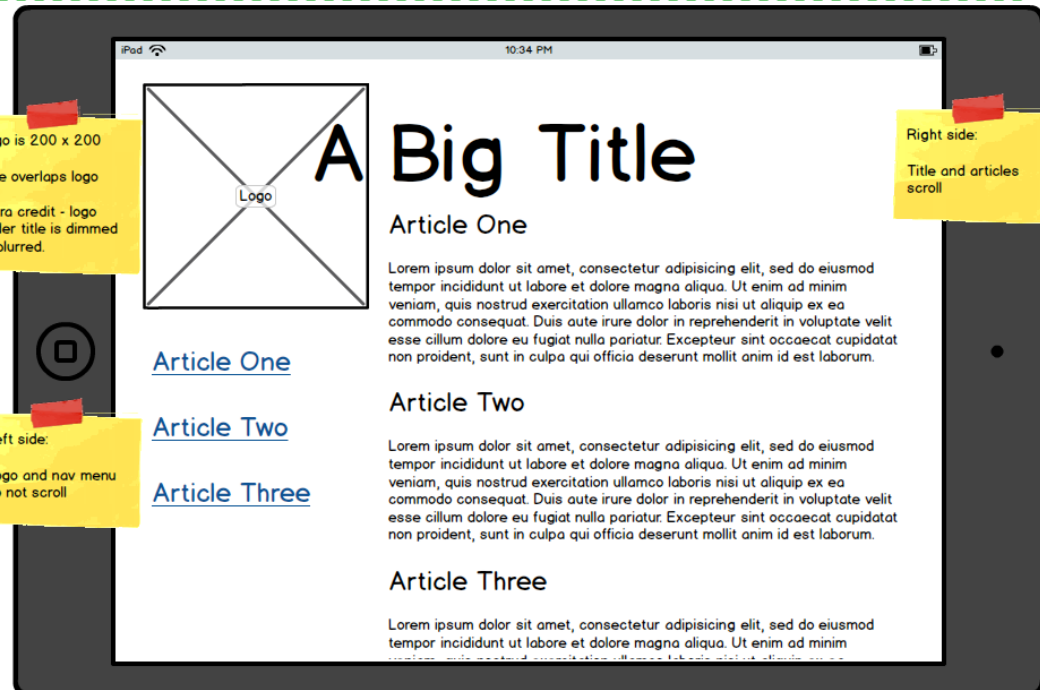 iPad
10:34 PM
go is 200 x 200
e overlaps logo
ra credit - logo
er title is dimmed
lurred.
Logo
A Big Title
Right side:
Title and articles
scroll
Article One
Lorem ipsum dolor sit amet, consectetur adipisicing elit, sed do eiusmod
tempor incididunt ut labore et dolore magna aliqua. Ut enim ad minim
veniam, quis nostrud exercitation ullamco laboris nisi ut aliquip ex ea
commodo consequat. Duis aute irure dolor in reprehenderit in voluptate velit
esse cillum dolore eu fugiat nulla pariatur. Excepteur sint occaecat cupidatat
non proident, sunt in culpa qui officia deserunt mollit anim id est laborum.
Article One
Article Two
Article Three
eft side:
ogo and nav menu
not scroll
Article Two
Lorem ipsum dolor sit amet, consectetur adipisicing elit, sed do eiusmod
tempor incididunt ut labore et dolore magna aliqua. Ut enim ad minim
veniam, quis nostrud exercitation ullamco laboris nisi ut aliquip ex ea
commodo consequat. Duis aute irure dolor in reprehenderit in voluptate velit
esse cillum dolore eu fugiat nulla pariatur. Excepteur sint occaecat cupidatat
non proident, sunt in culpa qui officia deserunt mollit anim id est laborum.
Article Three
Lorem ipsum dolor sit amet, consectetur adipisicing elit, sed do eiusmod
tempor incididunt ut labore et dolore magna aliqua. Ut enim ad minim